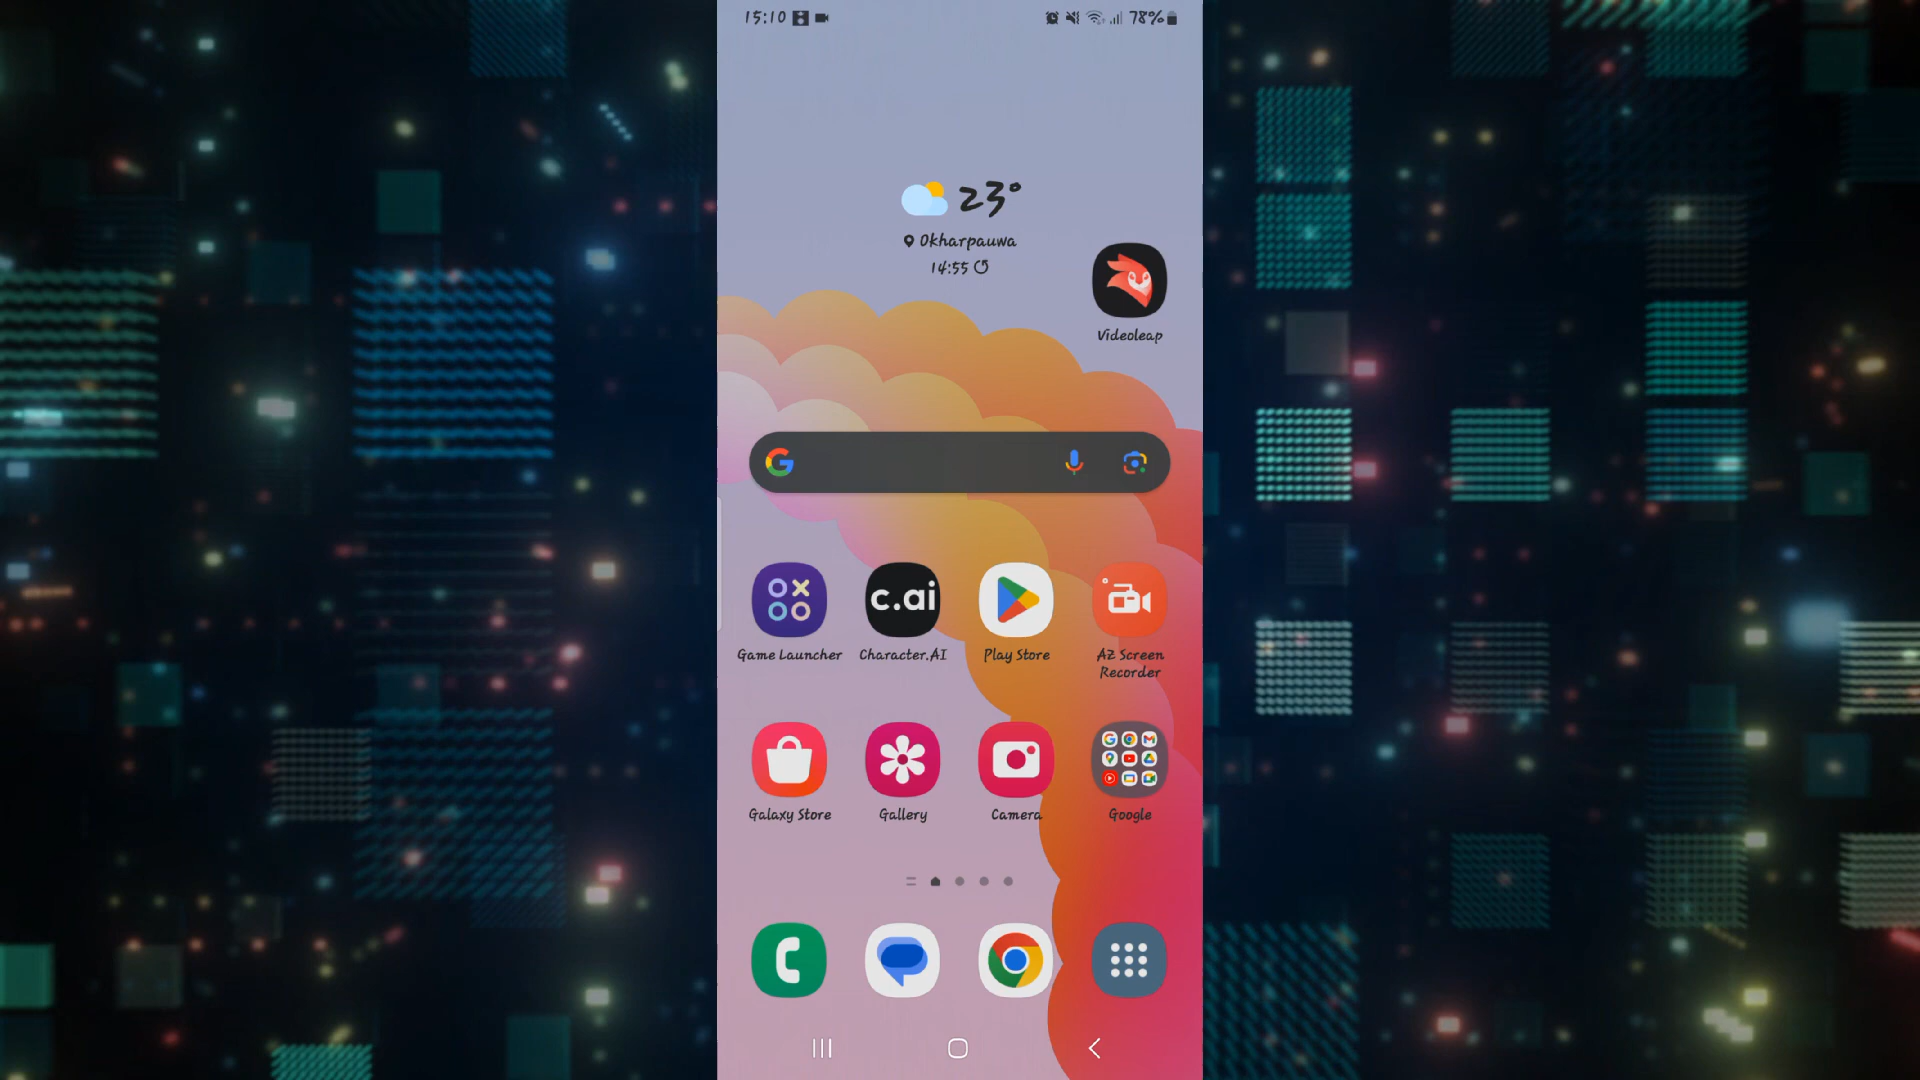 15:10
78%
23°
Okharpauwa
14:55
Videoleap
c.ai
Game Launcher
Character.AI
Play Store
AZ Screen
Recorder
Galaxy Store
Gallery
Camera
Google